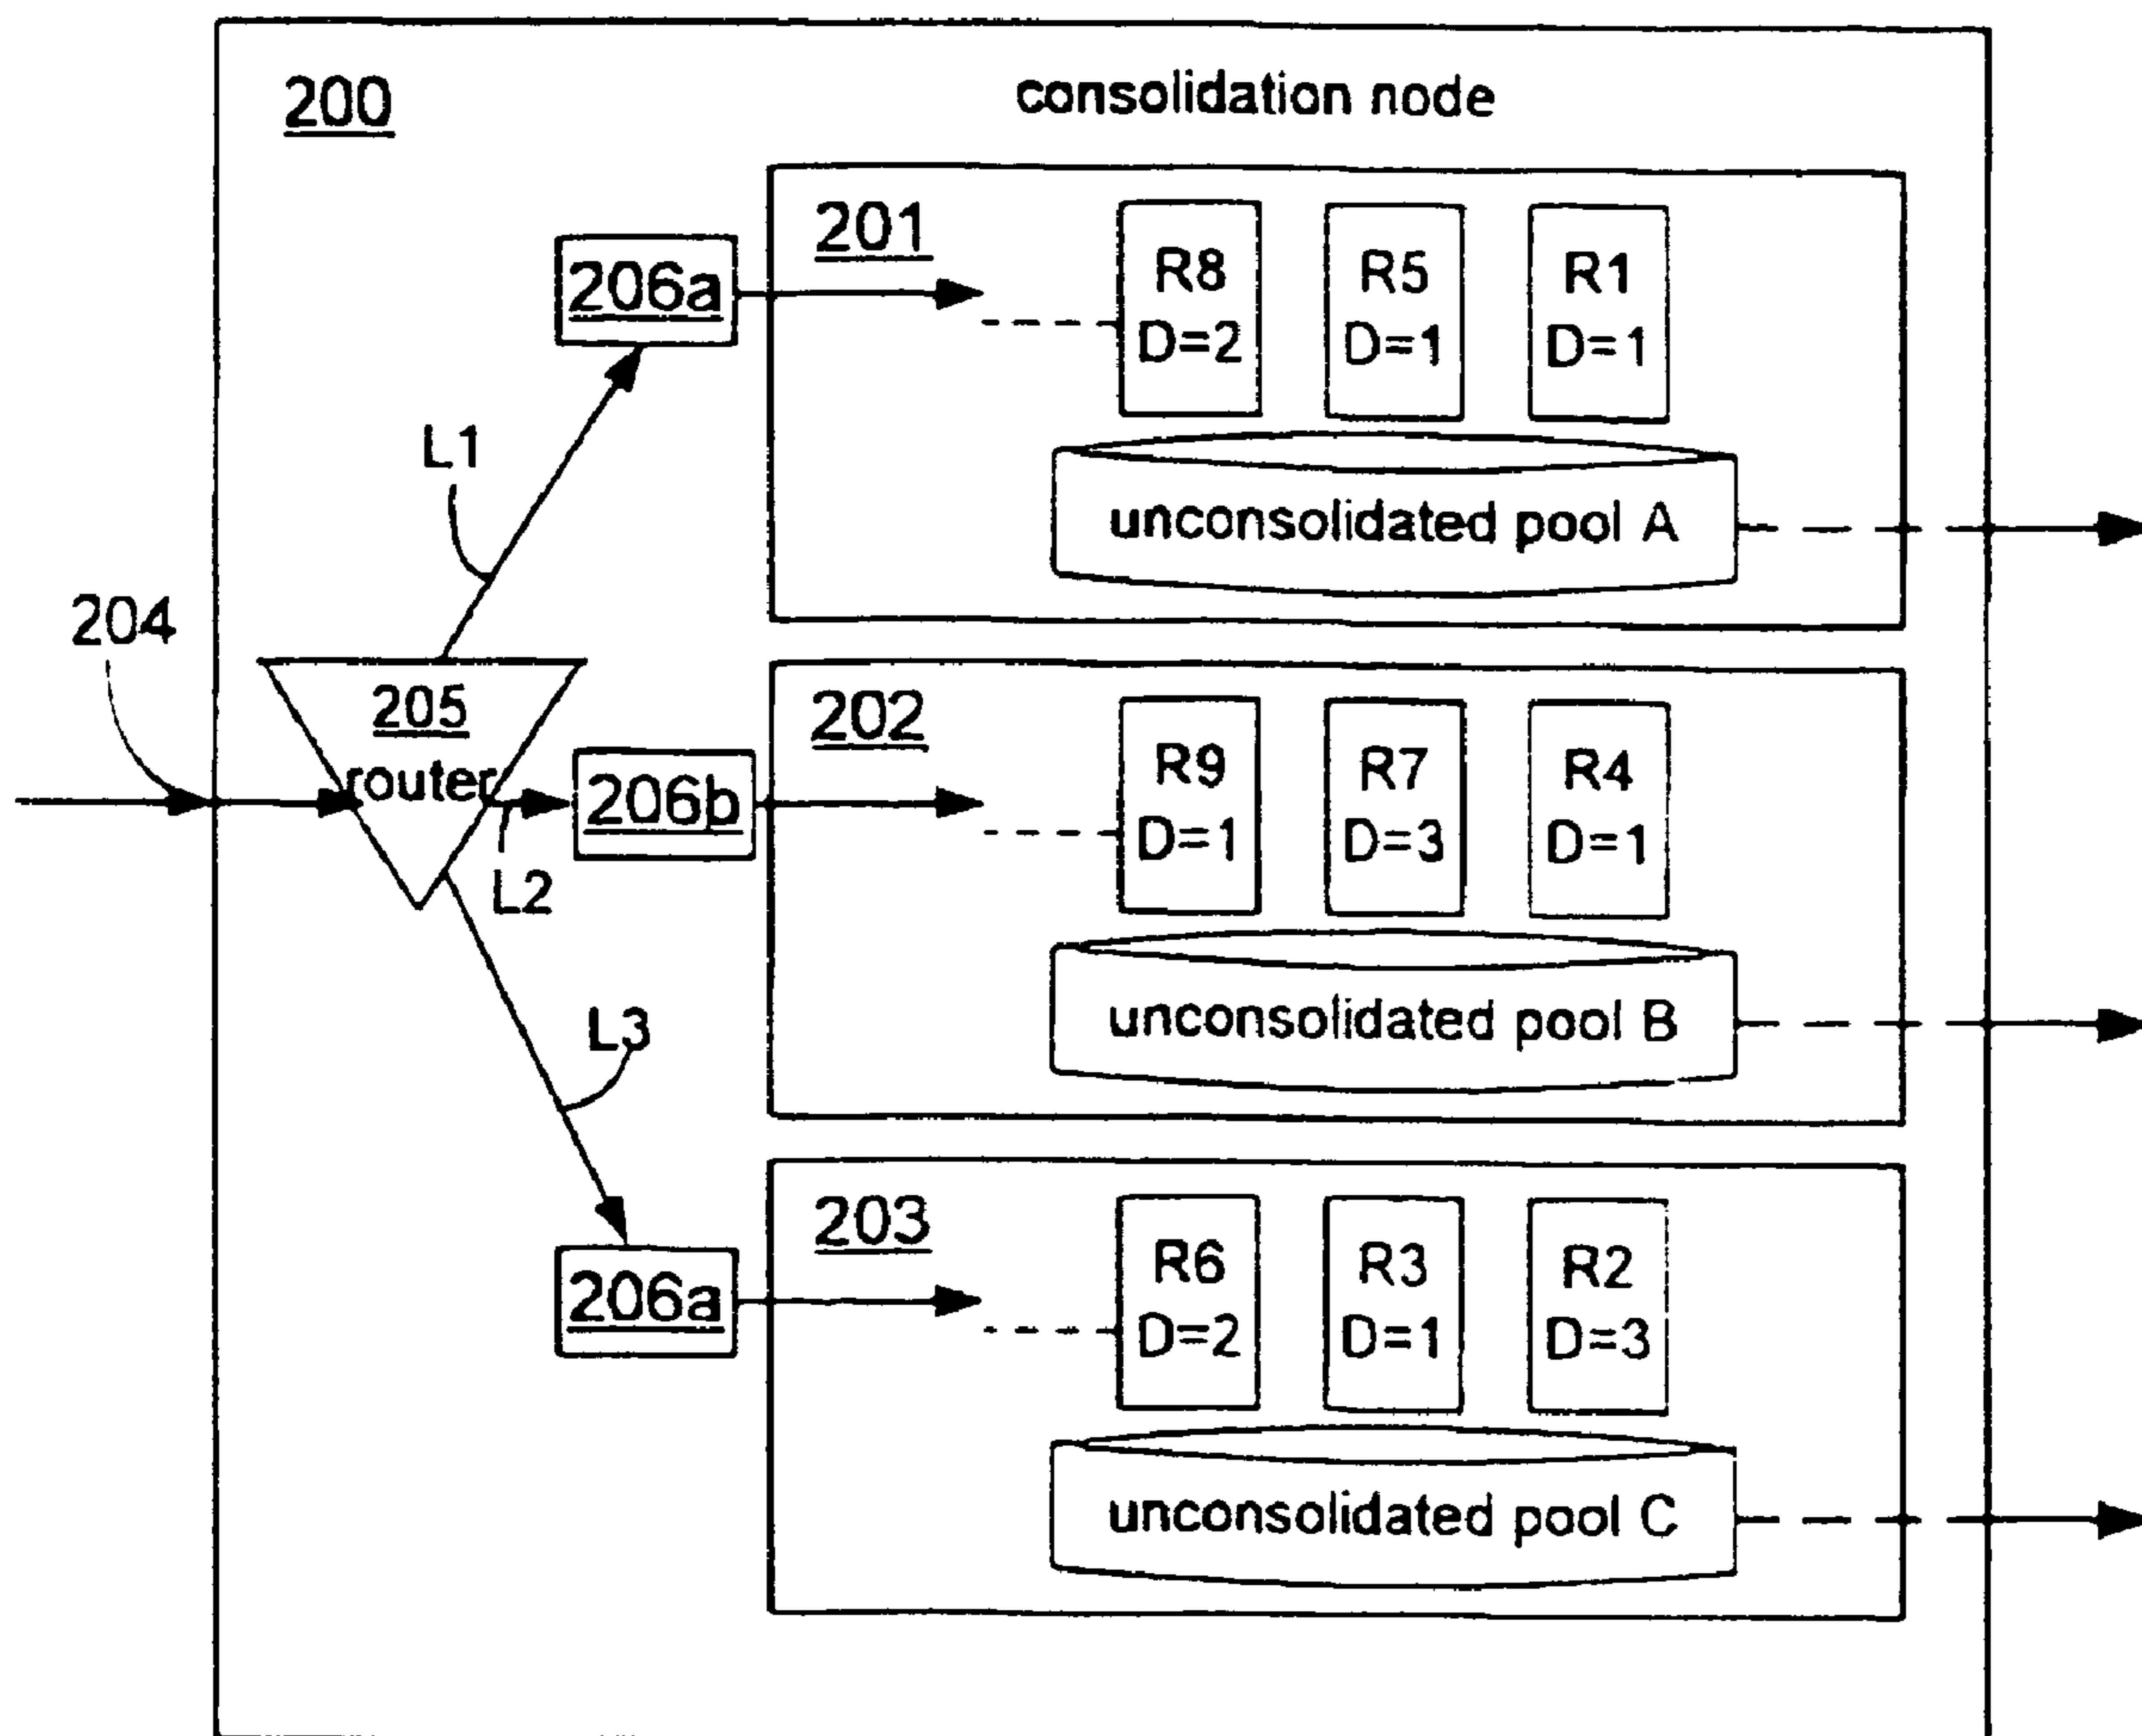 200
consolidation node
201
206a
R8
D=2
R5
D=1
R1
D=1
L1
unconsolidated pool A
204
205
router
202
206b
R9
D=1
R7
D=3
R4
D=1
L2
unconsolidated pool B
L3
203
206a
R6
D=2
R3
D=1
R2
D=3
unconsolidated pool C